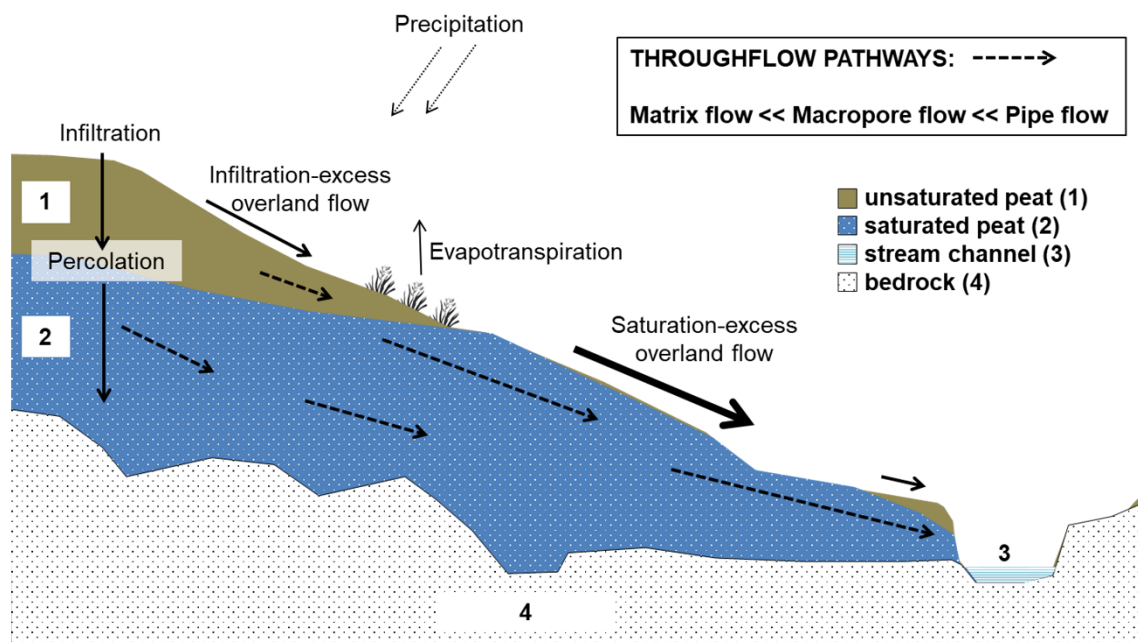 Precipitation
THROUGHFLOW PATHWAYS:
Matrix flow << Macropore flow << Pipe flow
Infiltration
Infiltration-excess
overland flow
1
unsaturated peat (1)
saturated peat (2)
stream channel (3)
bedrock (4)
Evapotranspiration
Percolation
2
Saturation-excess
overland flow
3
4